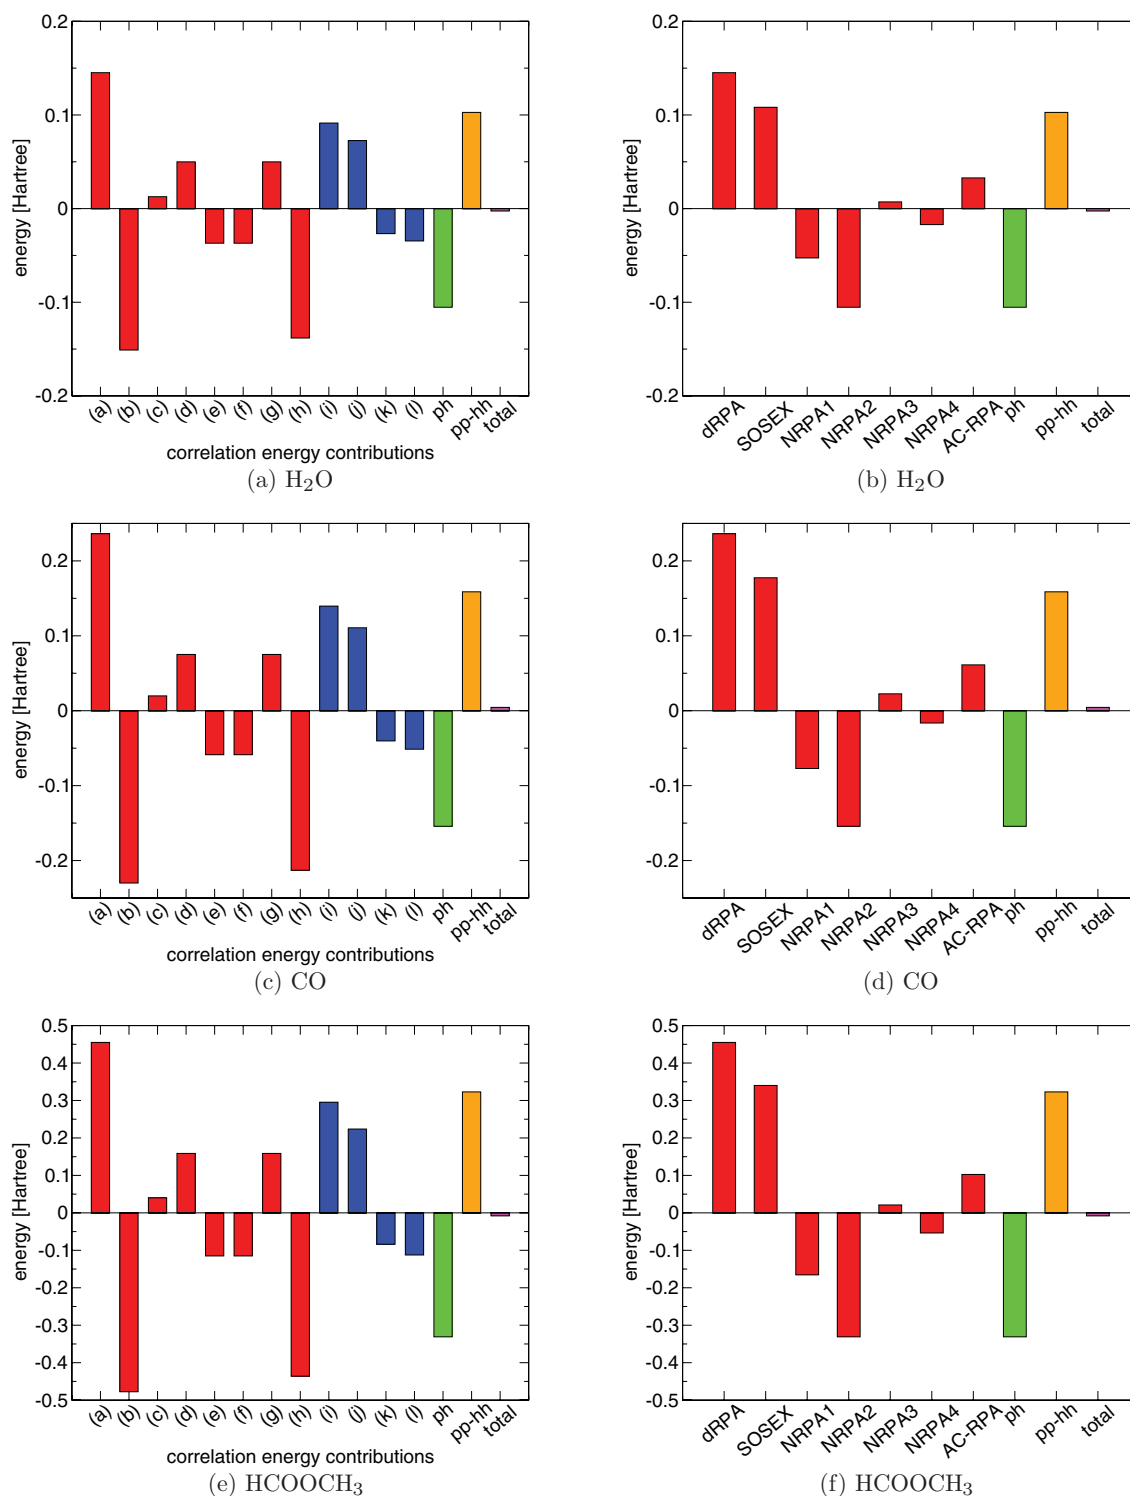 0.2
0.1
0
-0.1
-0.2
energy [Hartree]
(a) (b) (c) (d) (e) (f) (g) (h) (i) (j) (k) (l) ph pp-hh total
correlation energy contributions
(a) H₂O
0.2
0.1
0
-0.1
-0.2
energy [Hartree]
dRPA SOSEX NRPA1 NRPA2 NRPA3 NRPA4 AC-RPA ph pp-hh total
(b) H₂O
0.2
0.1
0
-0.1
-0.2
energy [Hartree]
(a) (b) (c) (d) (e) (f) (g) (h) (i) (j) (k) (l) ph pp-hh total
correlation energy contributions
(c) CO
0.2
0.1
0
-0.1
-0.2
energy [Hartree]
dRPA SOSEX NRPA1 NRPA2 NRPA3 NRPA4 AC-RPA ph pp-hh total
(d) CO
0.5
0.4
0.3
0.2
0.1
0
-0.1
-0.2
-0.3
-0.4
-0.5
energy [Hartree]
(a) (b) (c) (d) (e) (f) (g) (h) (i) (j) (k) (l) ph pp-hh total
correlation energy contributions
(e) HCOOCH₃
0.5
0.4
0.3
0.2
0.1
0
-0.1
-0.2
-0.3
-0.4
-0.5
energy [Hartree]
dRPA SOSEX NRPA1 NRPA2 NRPA3 NRPA4 AC-RPA ph pp-hh total
(f) HCOOCH₃